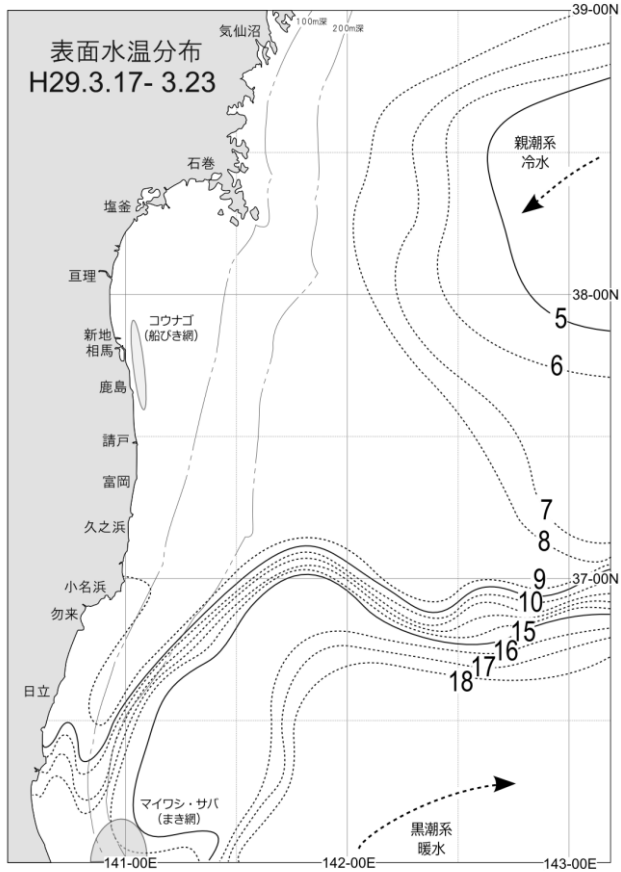 39-00N
気仙沼
100m深
200m深
表面水温分布
H29.3.17- 3.23
親潮系
冷水
石巻
塩釜
亘理
38-00N
5
コウナゴ
(船びき網)
新地
相馬
6
鹿島
請戸
富岡
7
久之浜
8
小名浜
9
37-00N
10
勿来
15
16
17
18
日立
マイワシ・サバ
(まき網)
黒潮系
暖水
141-00E
142-00E
143-00E